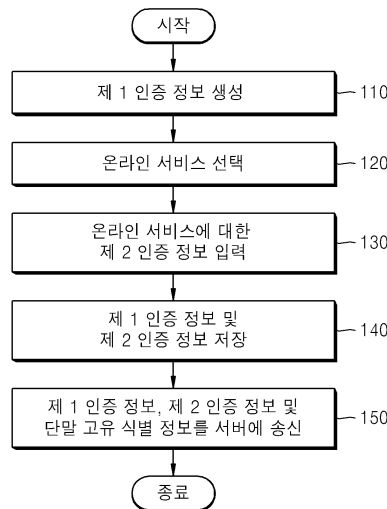 시작
제 1 인증 정보 생성
110
온라인 서비스 선택
120
온라인 서비스에 대한
제 2 인증 정보 입력
130
제 1 인증 정보 및
제 2 인증 정보 저장
140
제 1 인증 정보, 제 2 인증 정보 및
단말 고유 식별 정보를 서버에 송신
150
종료